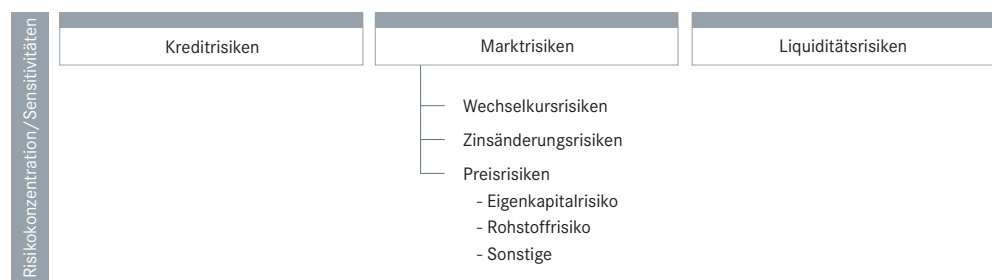 Risikokonzentration/Sensitivitäten
Kreditrisiken
Marktrisiken
Liquiditätsrisiken
Wechselkursrisiken
Zinsänderungsrisiken
Preisrisiken
- Eigenkapitalrisiko
- Rohstoffrisiko
- Sonstige